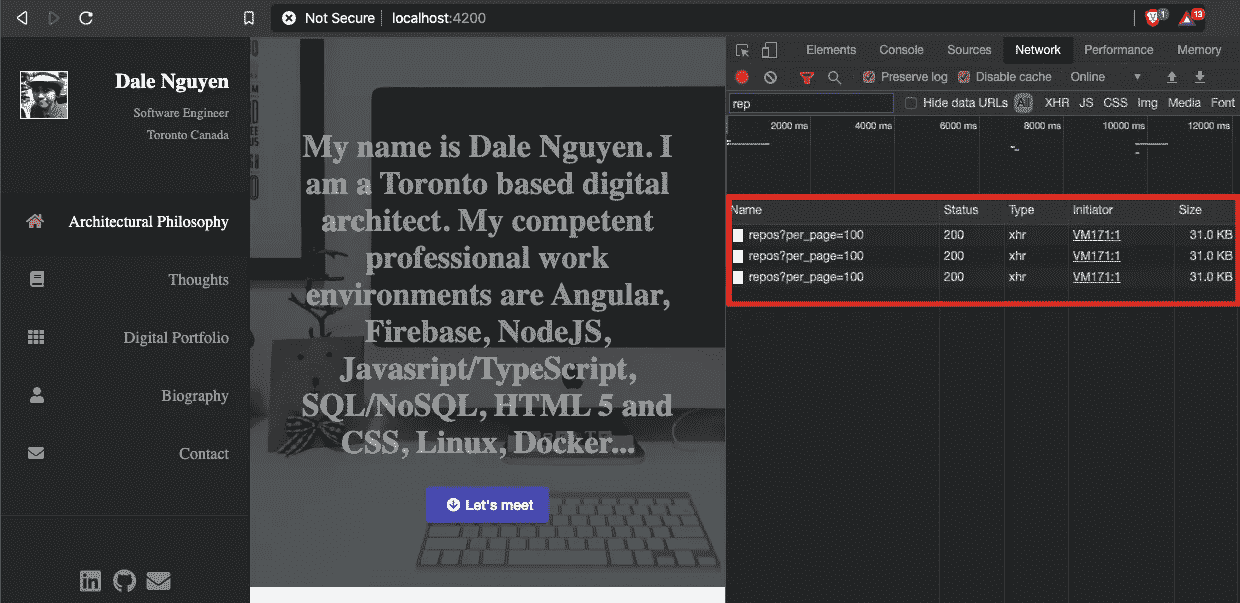 Not Secure localhost:4200
1
13
Dale Nguyen
Software Engineer
Toronto Canada
Architectural Philosophy
Thoughts
Digital Portfolio
Biography
Contact
My name is Dale Nguyen. I
am a Toronto based digital
architect. My competent
professional work
environments are Angular,
Firebase, NodeJS,
Javasript/TypeScript,
SQL/NoSQL, HTML 5 and
CSS, Linux, Docker...
Let's meet
Elements Console Sources Network Performance Memory
Preserve log Disable cache Online
rep Hide data URLs All XHR JS CSS Img Media Font
2000 ms 4000 ms 6000 ms 8000 ms 10000 ms 12000 ms
Name Status Type Initiator Size
repos?per_page=100 200 xhr VM171:1 31.0 KB
repos?per_page=100 200 xhr VM171:1 31.0 KB
repos?per_page=100 200 xhr VM171:1 31.0 KB